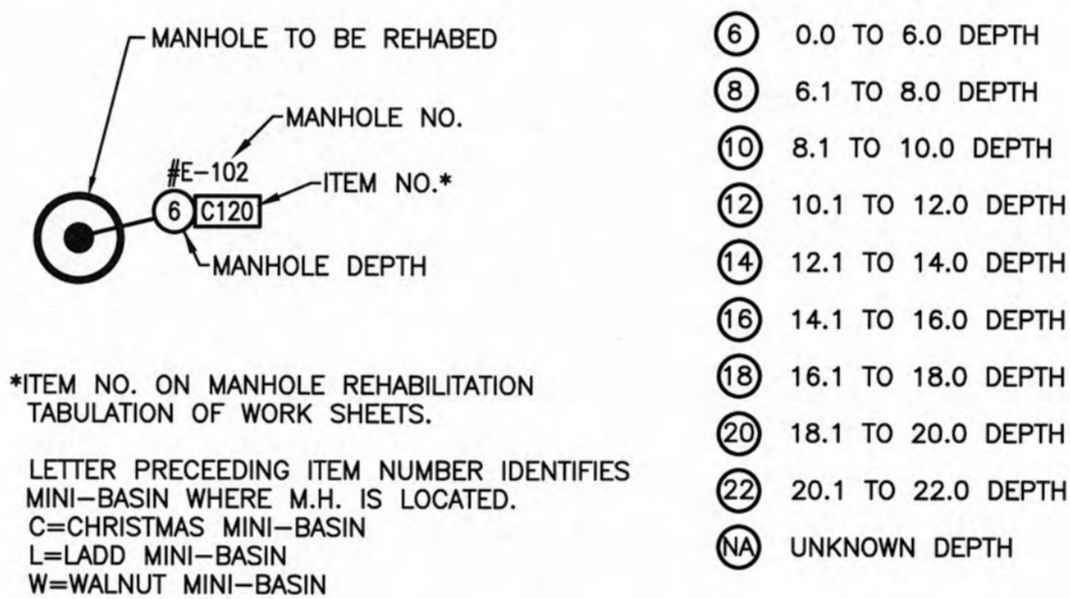 MANHOLE TO BE REHABED
MANHOLE NO.
#E-102
ITEM NO.*
6 C120
MANHOLE DEPTH
*ITEM NO. ON MANHOLE REHABILITATION
TABULATION OF WORK SHEETS.
LETTER PRECEEDING ITEM NUMBER IDENTIFIES
MINI-BASIN WHERE M.H. IS LOCATED.
C=CHRISTMAS MINI-BASIN
L=LADD MINI-BASIN
W=WALNUT MINI-BASIN
6 0.0 TO 6.0 DEPTH
8 6.1 TO 8.0 DEPTH
10 8.1 TO 10.0 DEPTH
12 10.1 TO 12.0 DEPTH
14 12.1 TO 14.0 DEPTH
16 14.1 TO 16.0 DEPTH
18 16.1 TO 18.0 DEPTH
20 18.1 TO 20.0 DEPTH
22 20.1 TO 22.0 DEPTH
NA UNKNOWN DEPTH